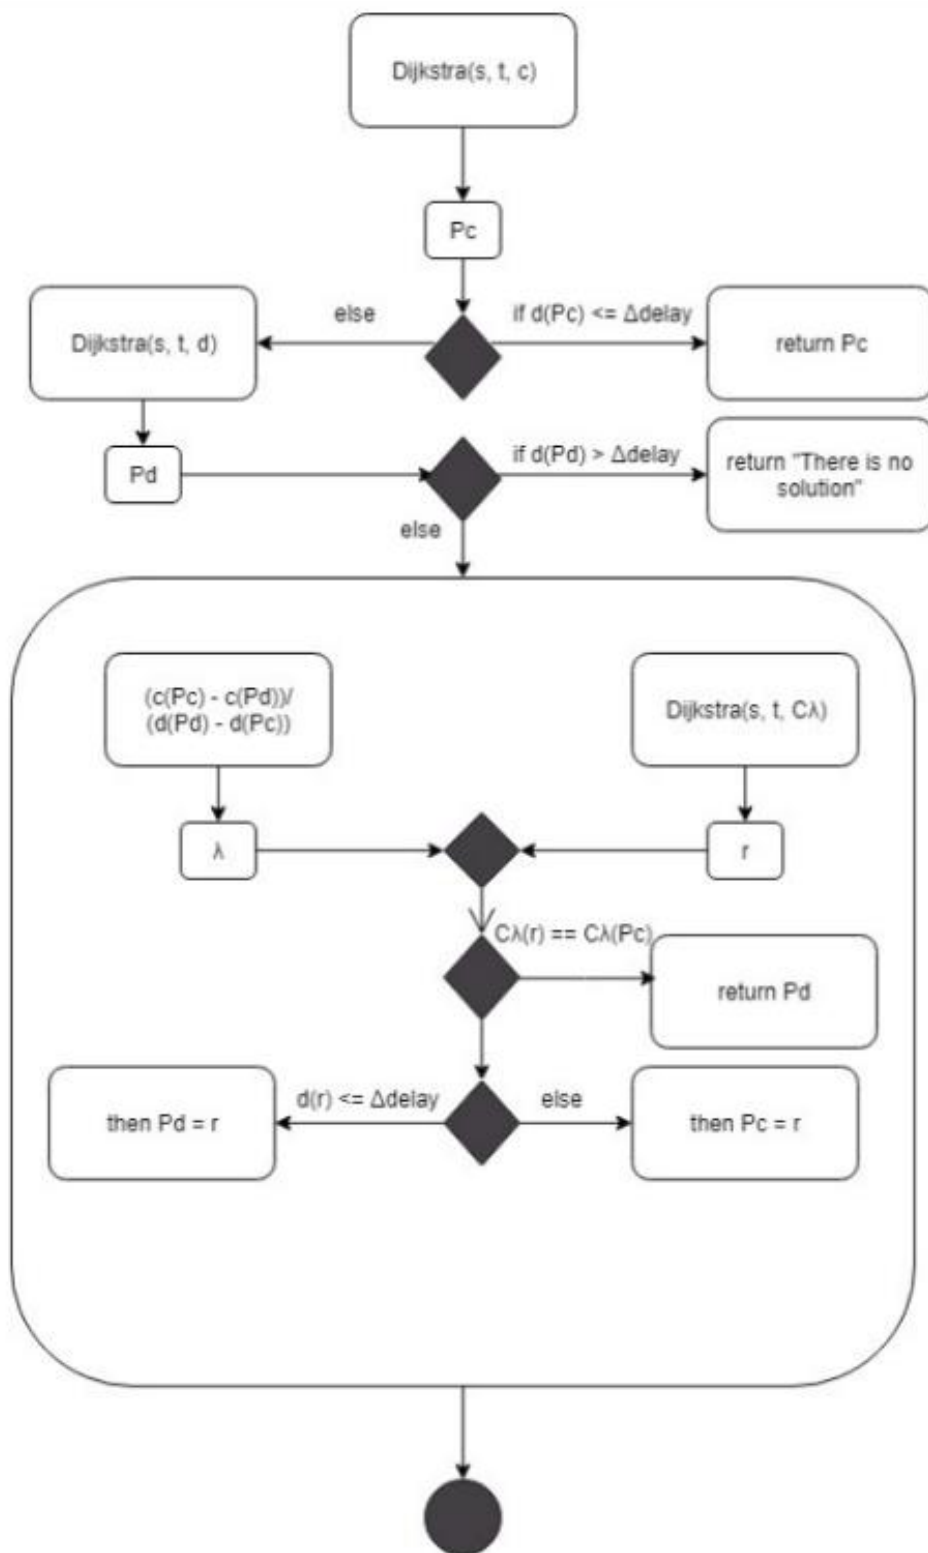 Dijkstra(s, t, c)
Pc
else
if d(Pc) <= Δdelay
Dijkstra(s, t, d)
return Pc
Pd
if d(Pd) > Δdelay
return "There is no
solution"
else
(c(Pc) - c(Pd))/
(d(Pd) - d(Pc))
Dijkstra(s, t, Cλ)
λ
r
Cλ(r) == Cλ(Pc)
return Pd
d(r) <= Δdelay
else
then Pd = r
then Pc = r